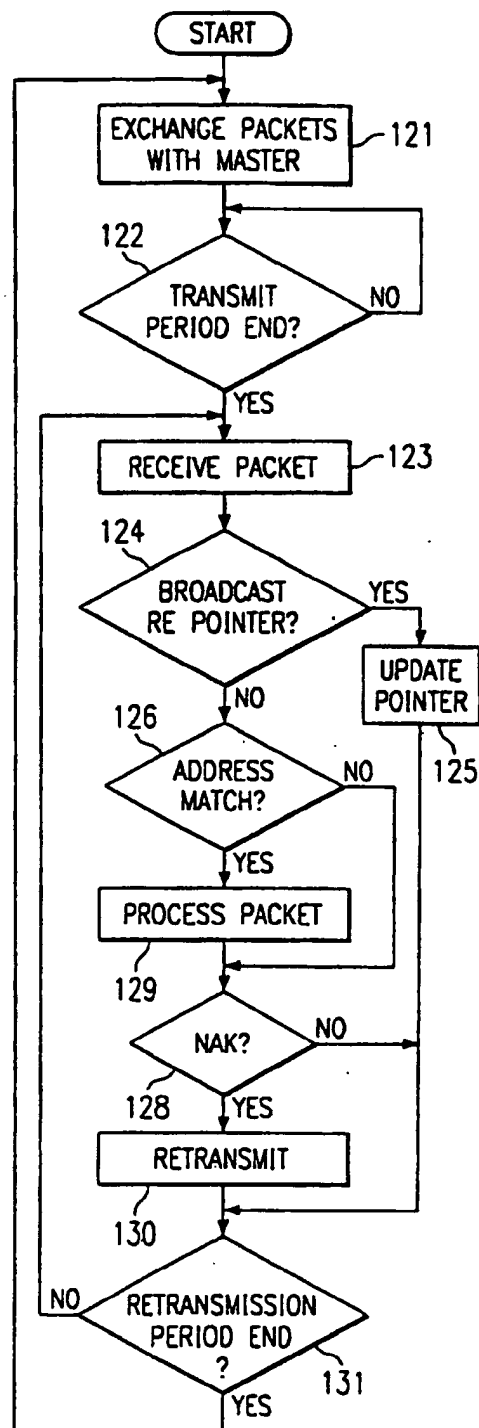 START
EXCHANGE PACKETS
WITH MASTER
121
122
TRANSMIT
PERIOD END?
NO
YES
RECEIVE PACKET
123
124
BROADCAST
RE POINTER?
YES
NO
UPDATE
POINTER
125
126
ADDRESS
MATCH?
NO
YES
PROCESS PACKET
129
NAK?
NO
128
YES
RETRANSMIT
130
NO
RETRANSMISSION
PERIOD END
?
131
YES